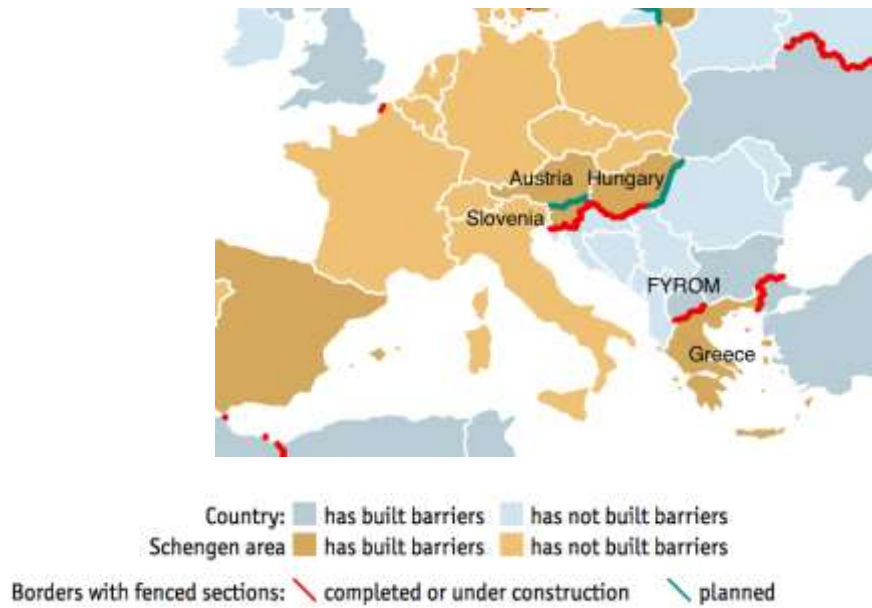 Austria Hungary
Slovenia
FYROM
Greece
Country: has built barriers has not built barriers
Schengen area has built barriers has not built barriers
Borders with fenced sections: completed or under construction planned